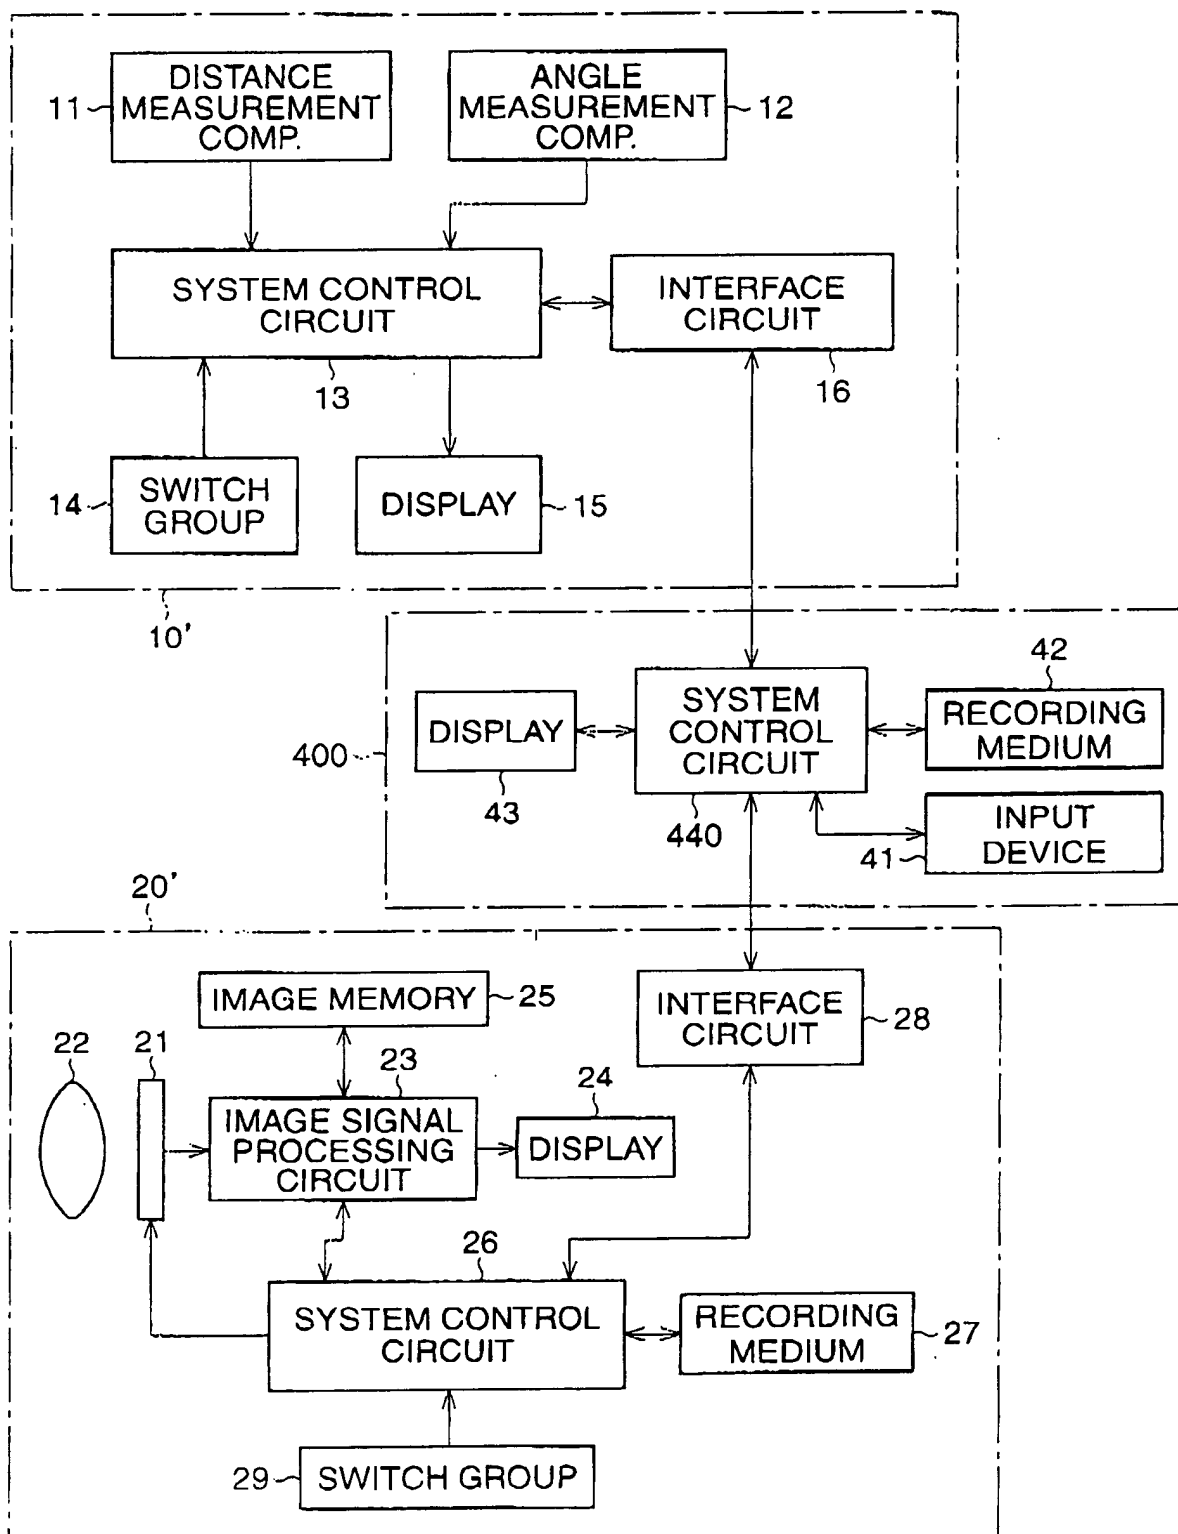 DISTANCE
MEASUREMENT
COMP.
11
ANGLE
MEASUREMENT
COMP.
12
SYSTEM CONTROL
CIRCUIT
13
INTERFACE
CIRCUIT
16
14
SWITCH
GROUP
DISPLAY
15
10'
400
DISPLAY
43
SYSTEM
CONTROL
CIRCUIT
440
42
RECORDING
MEDIUM
41
INPUT
DEVICE
20'
IMAGE MEMORY
25
INTERFACE
CIRCUIT
28
22
21
23
IMAGE SIGNAL
PROCESSING
CIRCUIT
24
DISPLAY
26
SYSTEM CONTROL
CIRCUIT
RECORDING
MEDIUM
27
29
SWITCH GROUP